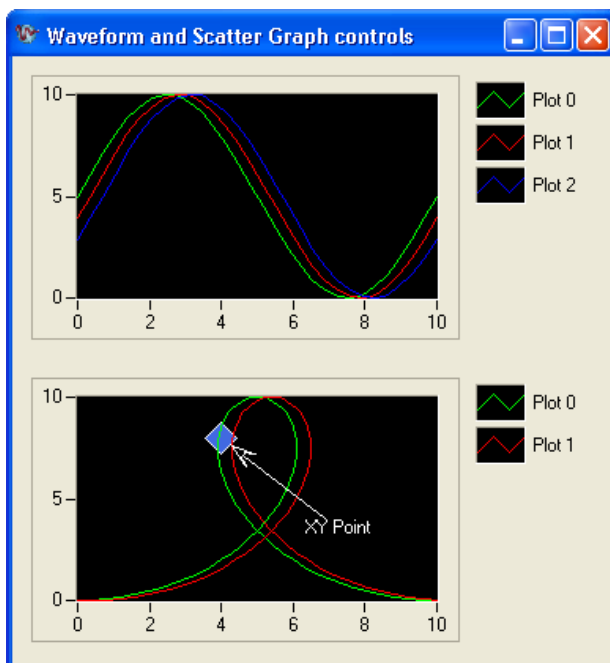 Waveform and Scatter Graph controls
10
5
0
0 2 4 6 8 10
Plot 0
Plot 1
Plot 2
10
5
0
0 2 4 6 8 10
XY Point
Plot 0
Plot 1